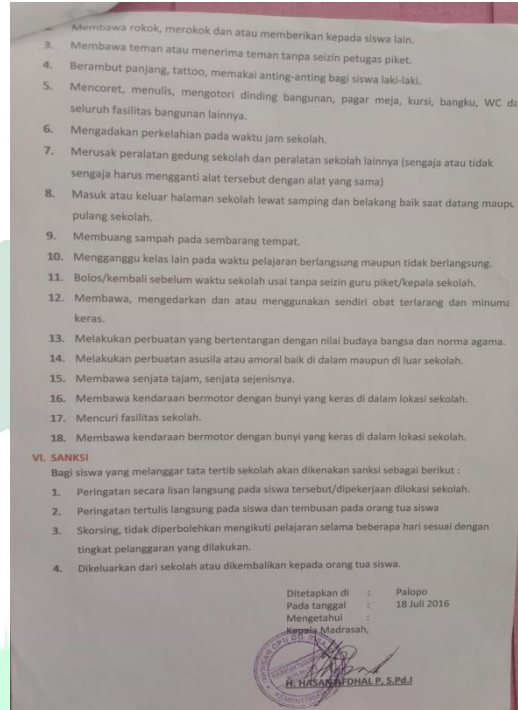 2. Membawa rokok, merokok dan atau memberikan kepada siswa lain.
3. Membawa teman atau menerima teman tanpa seizin petugas piket.
4. Berambut panjang, tattoo, memakai anting-anting bagi siswa laki-laki.
5. Mencoret, menulis, mengotori dinding bangunan, pagar meja, kursi, bangku, WC da
seluruh fasilitas bangunan lainnya.
6. Mengadakan perkelahian pada waktu jam sekolah.
7. Merusak peralatan gedung sekolah dan peralatan sekolah lainnya (sengaja atau tidak
sengaja harus mengganti alat tersebut dengan alat yang sama)
8. Masuk atau keluar halaman sekolah lewat samping dan belakang baik saat datang maupu
pulang sekolah.
9. Membuang sampah pada sembarang tempat.
10. Mengganggu kelas lain pada waktu pelajaran berlangsung maupun tidak berlangsung.
11. Bolos/kembali sebelum waktu sekolah usai tanpa seizin guru piket/kepala sekolah.
12. Membawa, mengedarkan dan atau menggunakan sendiri obat terlarang dan minuma
keras.
13. Melakukan perbuatan yang bertentangan dengan nilai budaya bangsa dan norma agama.
14. Melakukan perbuatan asusila atau amoral baik di dalam maupun di luar sekolah.
15. Membawa senjata tajam, senjata sejenisnya.
16. Membawa kendaraan bermotor dengan bunyi yang keras di dalam lokasi sekolah.
17. Mencuri fasilitas sekolah.
18. Membawa kendaraan bermotor dengan bunyi yang keras di dalam lokasi sekolah.
VI. SANKSI
Bagi siswa yang melanggar tata tertib sekolah akan dikenakan sanksi sebagai berikut :
1. Peringatan secara lisan langsung pada siswa tersebut/dipekerjaan dilokasi sekolah.
2. Peringatan tertulis langsung pada siswa dan tembusan pada orang tua siswa
3. Skorsing, tidak diperbolehkan mengikuti pelajaran selama beberapa hari sesuai dengan
tingkat pelanggaran yang dilakukan.
4. Dikeluarkan dari sekolah atau dikembalikan kepada orang tua siswa.
Ditetapkan di : Palopo
Pada tanggal : 18 Juli 2016
Mengetahui :
Kepala Madrasah,
H. HASAN AFDHAL P, S.Pd.I